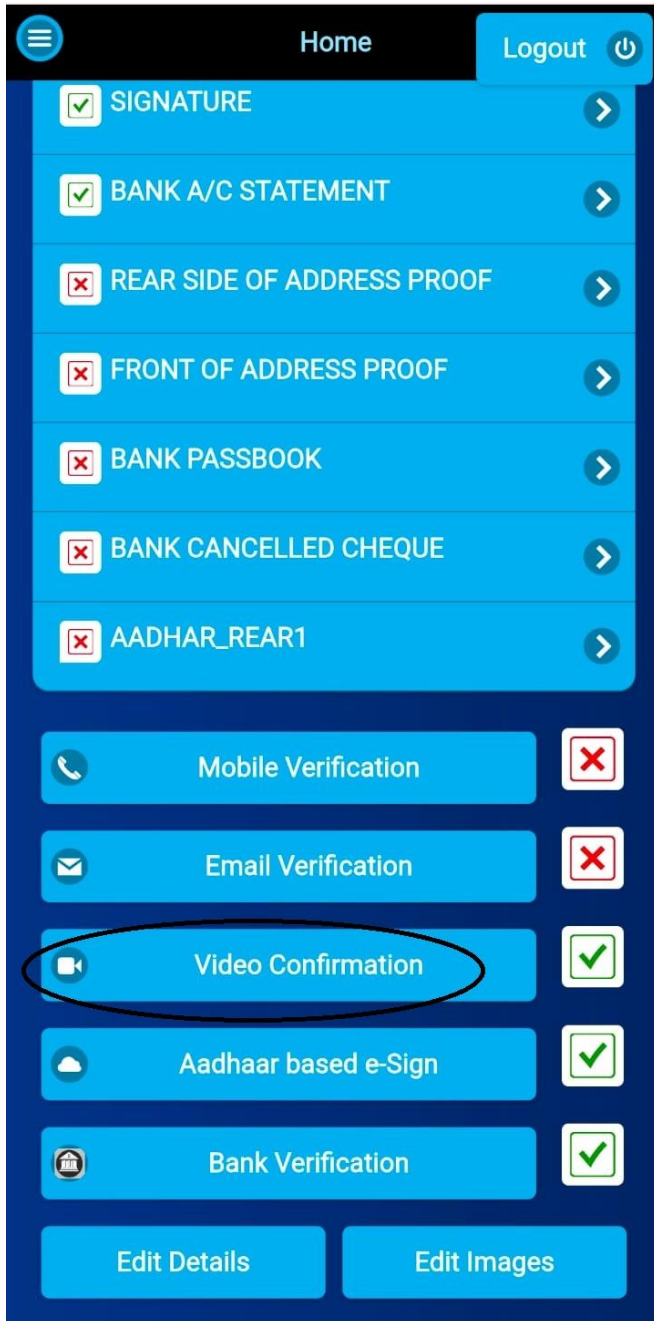 Home
Logout
SIGNATURE
BANK A/C STATEMENT
REAR SIDE OF ADDRESS PROOF
FRONT OF ADDRESS PROOF
BANK PASSBOOK
BANK CANCELLED CHEQUE
AADHAR_REAR1
Mobile Verification
Email Verification
Video Confirmation
Aadhaar based e-Sign
Bank Verification
Edit Details
Edit Images